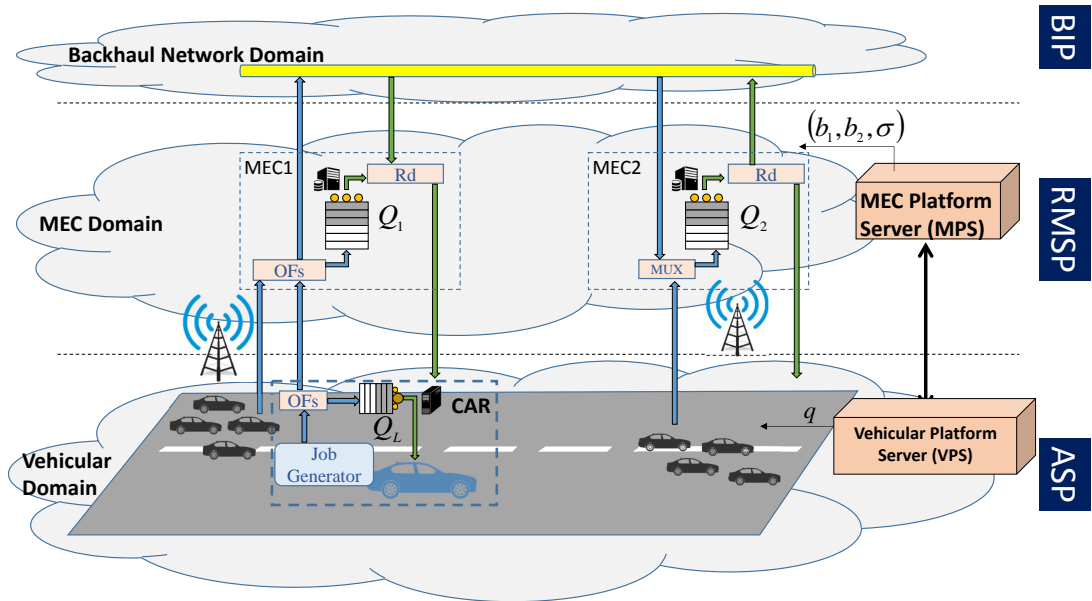 Backhaul Network Domain
BIP
(b₁, b₂, σ)
MEC1
Rd
MEC2
Rd
Q₁
Q₂
MEC Domain
MEC Platform
Server (MPS)
RMSP
OFs
MUX
OFs
CAR
Q_L
q
Job
Generator
Vehicular
Domain
Vehicular Platform
Server (VPS)
ASP